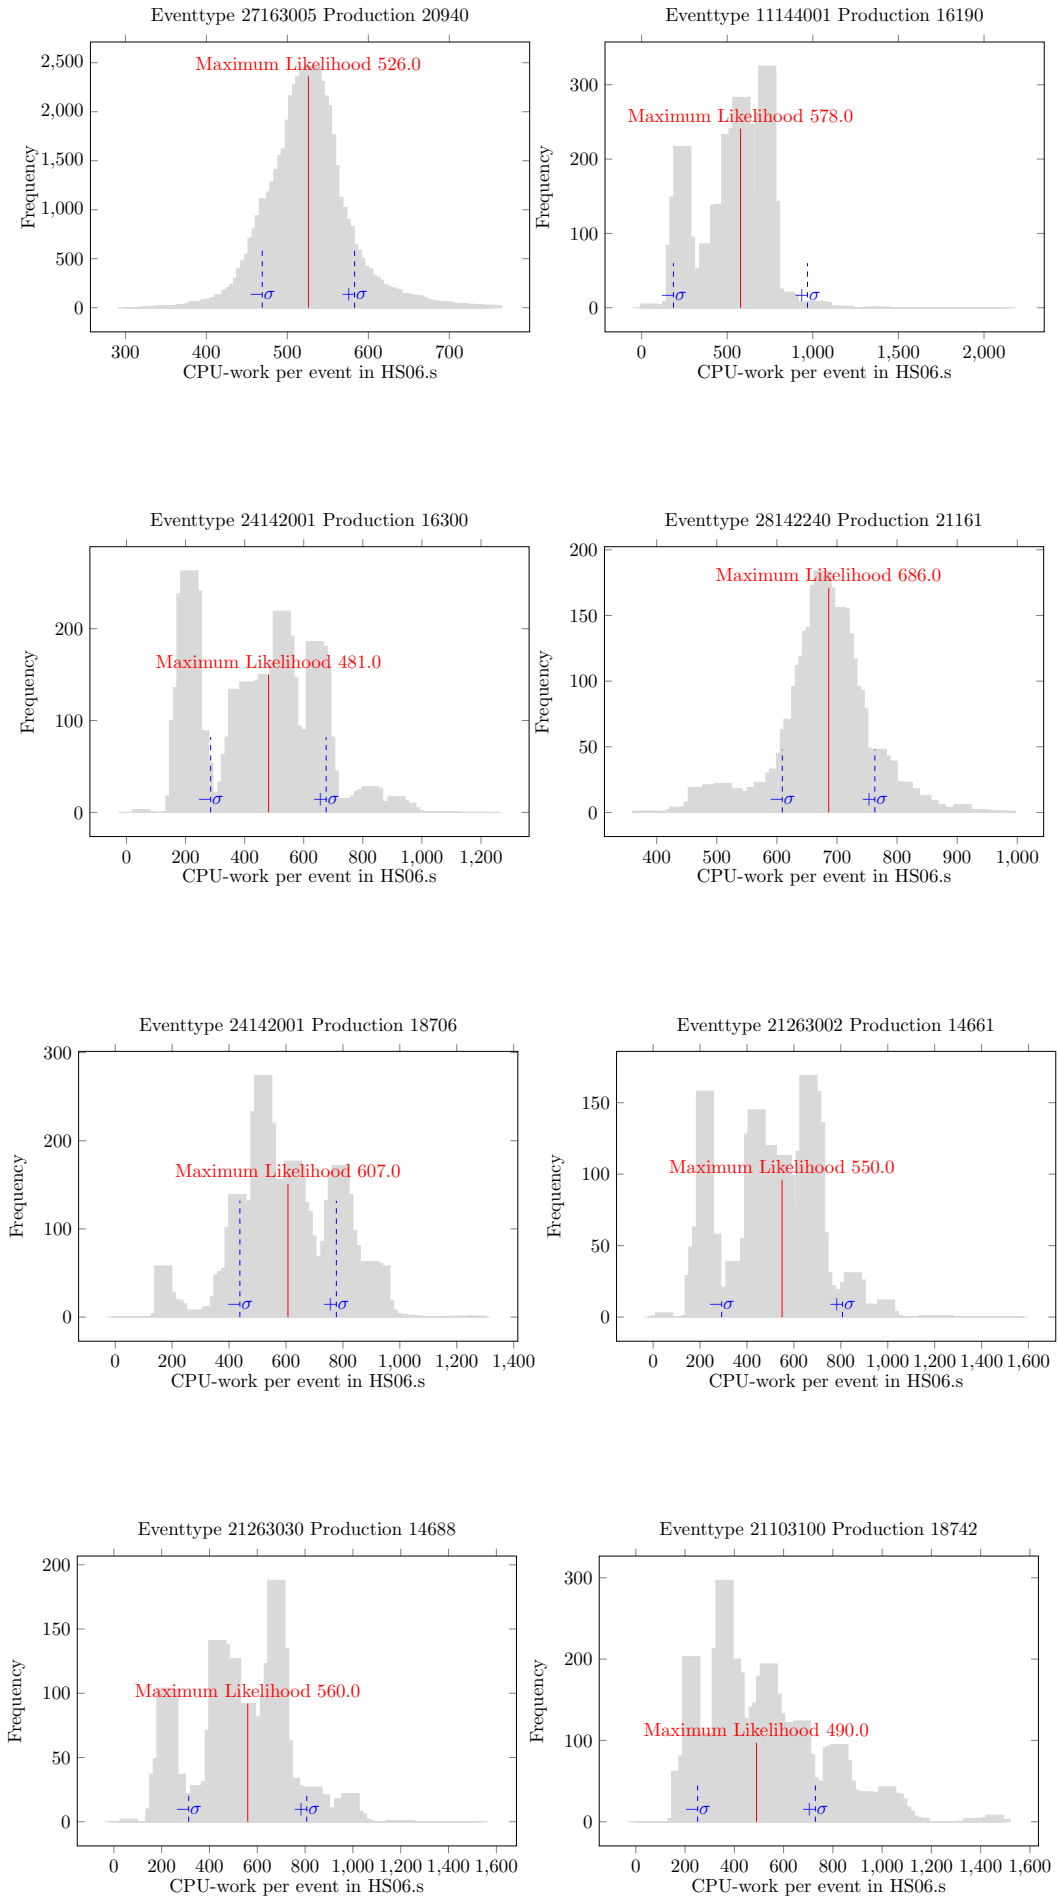 Eventtype 27163005 Production 20940
2,500
2,000
1,500
1,000
500
0
Frequency
Maximum Likelihood 526.0
−σ
+σ
300 400 500 600 700
CPU-work per event in HS06.s
Eventtype 11144001 Production 16190
300
200
100
0
Frequency
Maximum Likelihood 578.0
−σ
+σ
0 500 1,000 1,500 2,000
CPU-work per event in HS06.s
Eventtype 24142001 Production 16300
200
100
0
Frequency
Maximum Likelihood 481.0
−σ
+σ
0 200 400 600 800 1,000 1,200
CPU-work per event in HS06.s
Eventtype 28142240 Production 21161
200
150
100
50
0
Frequency
Maximum Likelihood 686.0
−σ
+σ
400 500 600 700 800 900 1,000
CPU-work per event in HS06.s
Eventtype 24142001 Production 18706
300
200
100
0
Frequency
Maximum Likelihood 607.0
−σ
+σ
0 200 400 600 800 1,000 1,200 1,400
CPU-work per event in HS06.s
Eventtype 21263002 Production 14661
150
100
50
0
Frequency
Maximum Likelihood 550.0
−σ
+σ
0 200 400 600 800 1,000 1,200 1,400 1,600
CPU-work per event in HS06.s
Eventtype 21263030 Production 14688
200
150
100
50
0
Frequency
Maximum Likelihood 560.0
−σ
+σ
0 200 400 600 800 1,000 1,200 1,400 1,600
CPU-work per event in HS06.s
Eventtype 21103100 Production 18742
300
200
100
0
Frequency
Maximum Likelihood 490.0
−σ
+σ
0 200 400 600 800 1,000 1,200 1,400 1,600
CPU-work per event in HS06.s